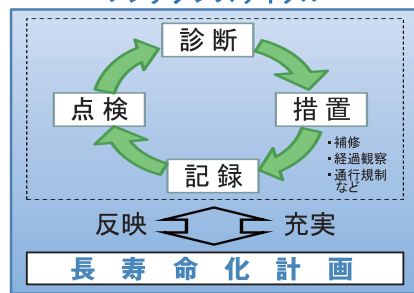 診断
点検
措置
・補修
・経過観察
・通行規制
など
記録
反映
充実
長寿命化計画